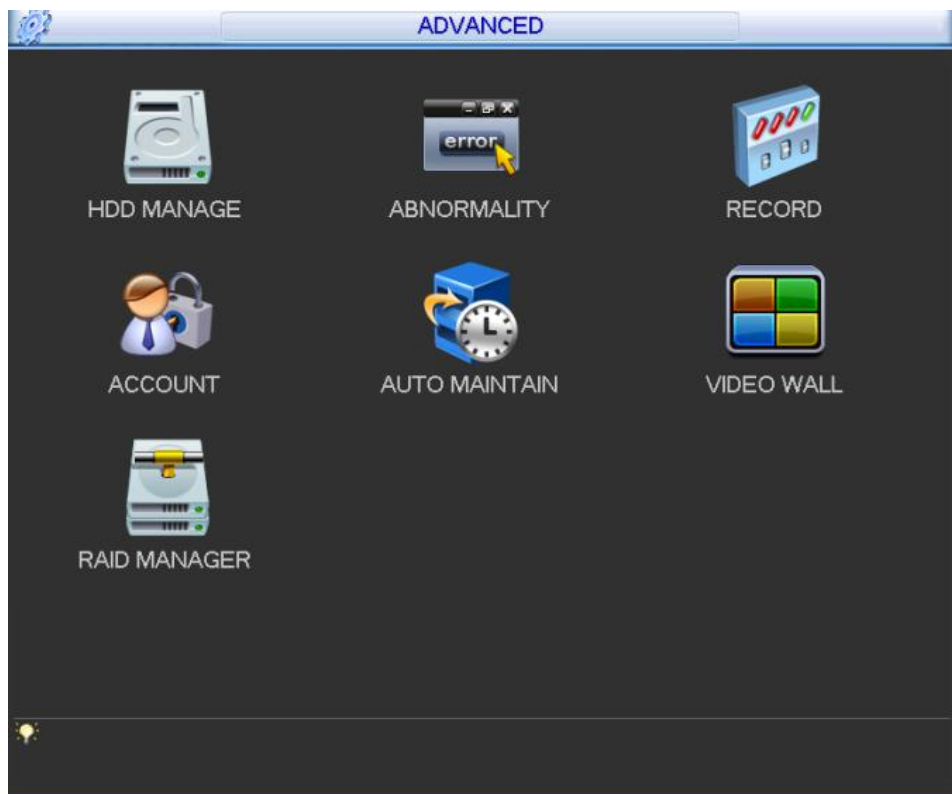 ADVANCED
HDD MANAGE
ABNORMALITY
RECORD
error
ACCOUNT
AUTO MAINTAIN
VIDEO WALL
RAID MANAGER